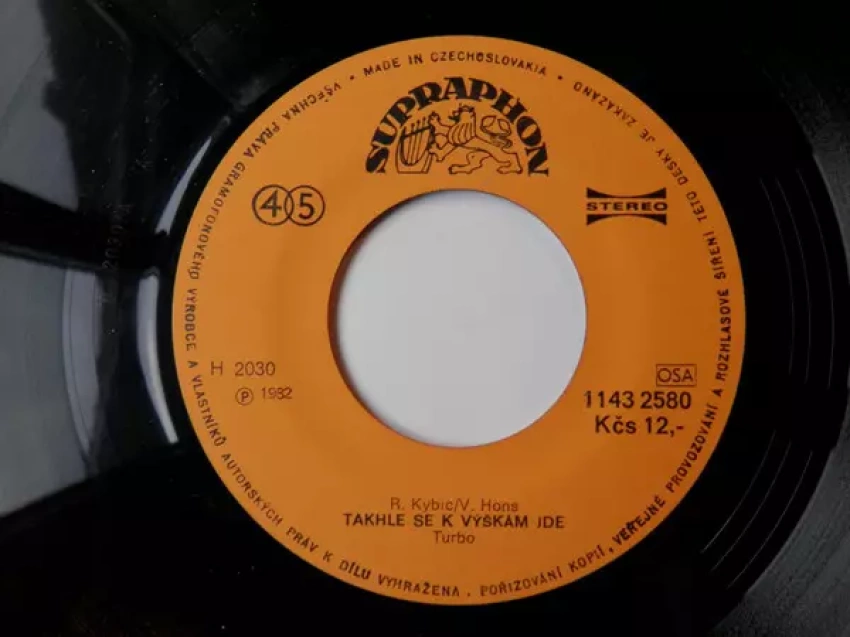 VŠECHNA PRÁVA GRAMOFONOVÉHO VÝROBCE A VLASTNÍKŮ AUTORSKÝCH PRÁV K DÍLU VYHRAŽENA. POŘIZOVÁNÍ KOPIÍ, VEŘEJNÉ PROVOZOVÁNÍ A ROZHLASOVÉ ŠÍŘENÍ TÉTO DESKY JE ZAKÁZÁNO
• MADE IN CZECHOSLOVAKIA •
SUPRAPHON
45
STEREO
H 2030
℗ 1982
OSA
1143 2580
Kčs 12,-
R. Kybic/V. Hons
TAKHLE SE K VÝŠKÁM JDE
Turbo